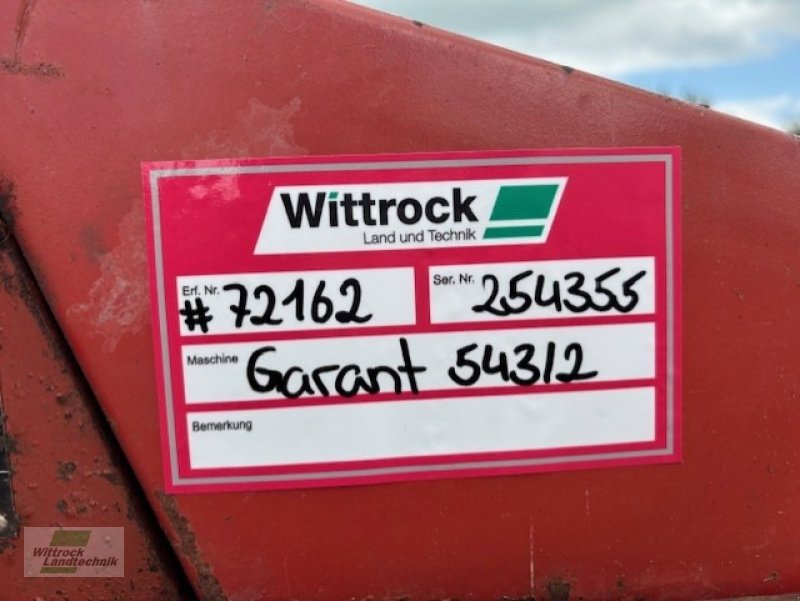 Wittrock
Land und Technik
Erf. Nr.
# 72162
Ser. Nr.
254355
Maschine
Garant 543/2
Bemerkung
Wittrock
Landtechnik